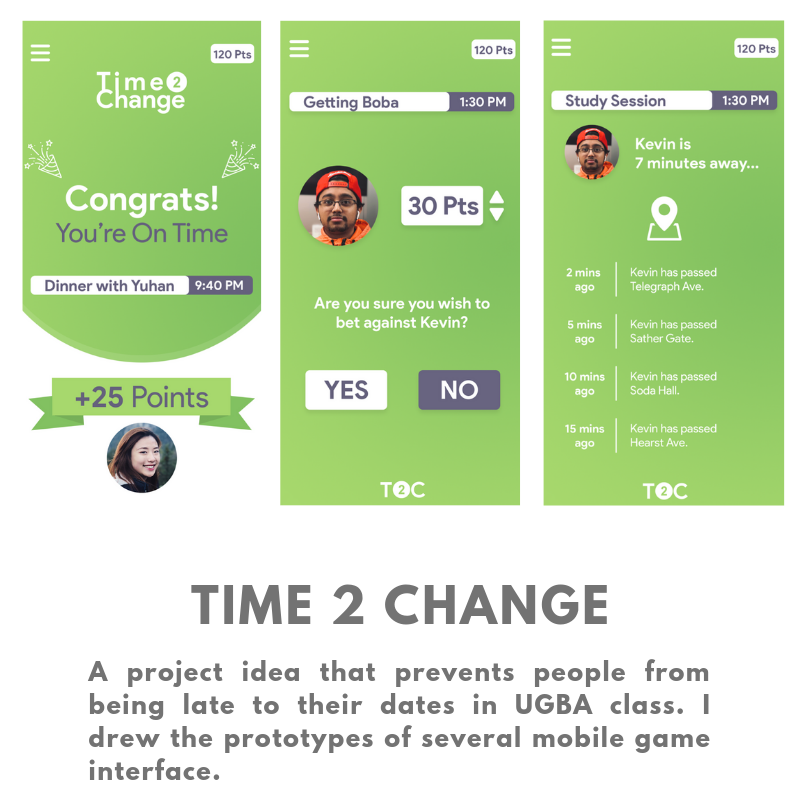 120 Pts
Time 2
Change
Congrats!
You're On Time
Dinner with Yuhan 9:40 PM
+25 Points
120 Pts
Getting Boba 1:30 PM
30 Pts
Are you sure you wish to
bet against Kevin?
YES NO
T2C
120 Pts
Study Session 1:30 PM
Kevin is
7 minutes away...
2 mins
ago
Kevin has passed
Telegraph Ave.
5 mins
ago
Kevin has passed
Sather Gate.
10 mins
ago
Kevin has passed
Soda Hall.
15 mins
ago
Kevin has passed
Hearst Ave.
T2C
TIME 2 CHANGE
A project idea that prevents people from
being late to their dates in UGBA class. I
drew the prototypes of several mobile game
interface.